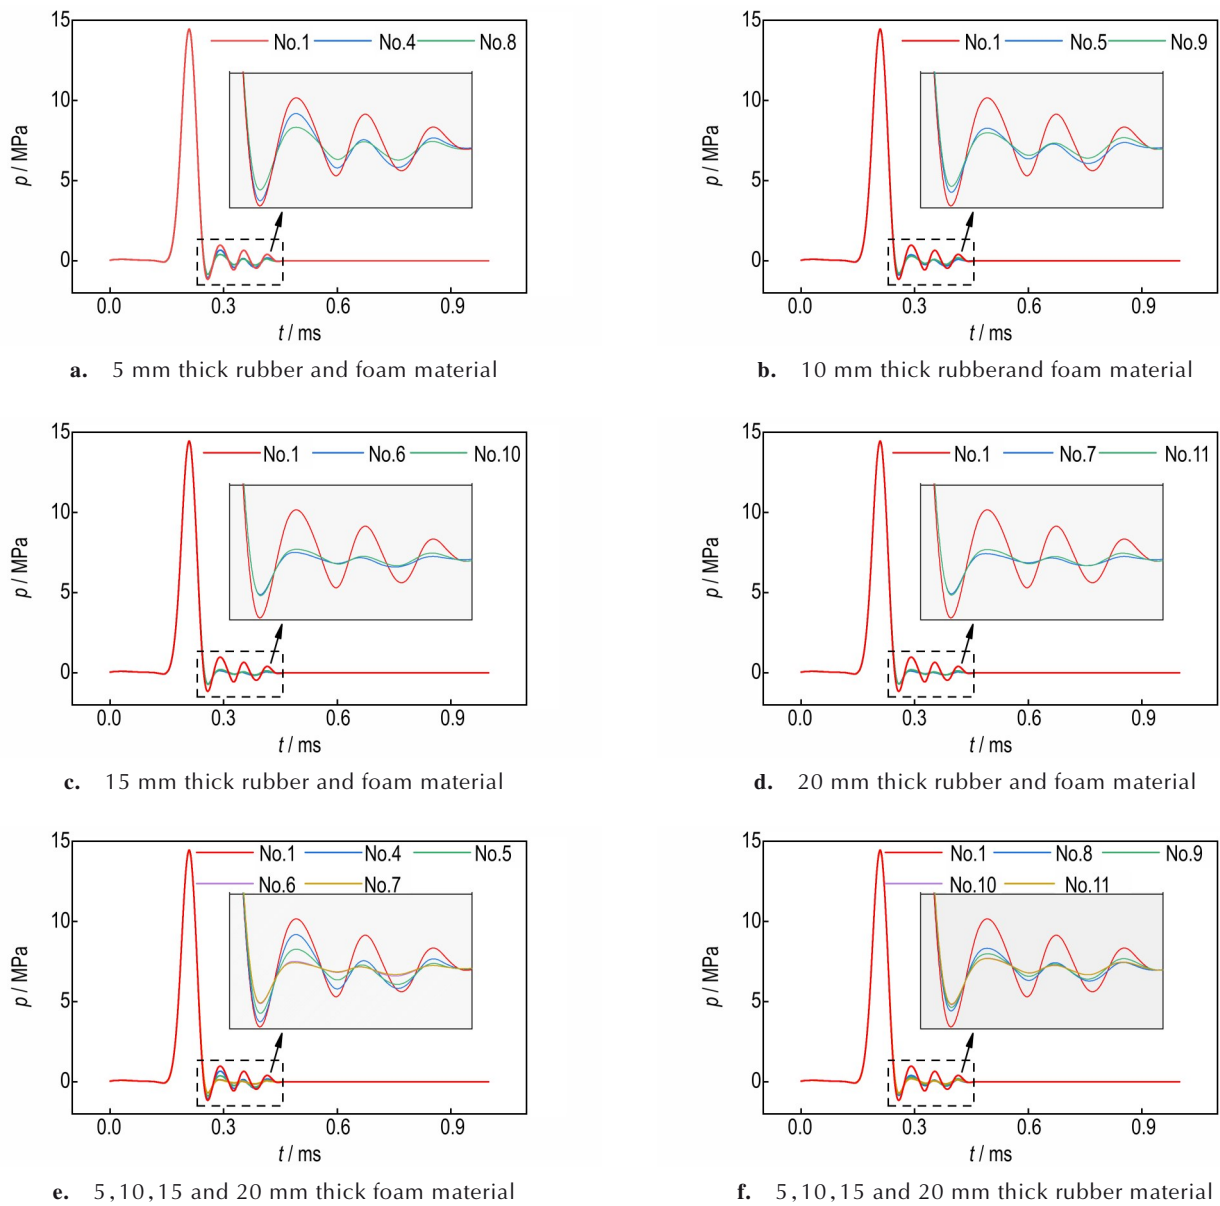 15
No.1 No.4 No.8
10
5
0
p / MPa
0.0 0.3 0.6 0.9
t / ms
a. 5 mm thick rubber and foam material
15
No.1 No.5 No.9
10
5
0
p / MPa
0.0 0.3 0.6 0.9
t / ms
b. 10 mm thick rubberand foam material
15
No.1 No.6 No.10
10
5
0
p / MPa
0.0 0.3 0.6 0.9
t / ms
c. 15 mm thick rubber and foam material
15
No.1 No.7 No.11
10
5
0
p / MPa
0.0 0.3 0.6 0.9
t / ms
d. 20 mm thick rubber and foam material
15
No.1 No.4 No.5
No.6 No.7
10
5
0
p / MPa
0.0 0.3 0.6 0.9
t / ms
e. 5,10,15 and 20 mm thick foam material
15
No.1 No.8 No.9
No.10 No.11
10
5
0
p / MPa
0.0 0.3 0.6 0.9
t / ms
f. 5,10,15 and 20 mm thick rubber material